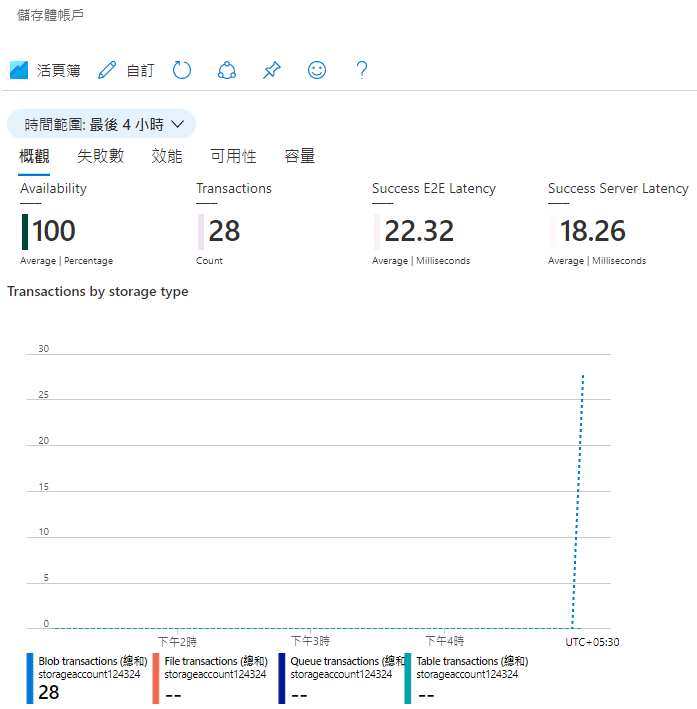 儲存體帳戶
活頁簿 自訂
時間範圍: 最後 4 小時
概觀 失敗數 效能 可用性 容量
Availability Transactions Success E2E Latency Success Server Latency
100 28 22.32 18.26
Average | Percentage Count Average | Milliseconds Average | Milliseconds
Transactions by storage type
30
25
20
15
10
5
0
下午2時 下午3時 下午4時 UTC+05:30
Blob transactions (總和) File transactions (總和) Queue transactions (總和) Table transactions (總和)
storageaccount124324 storageaccount124324 storageaccount124324 storageaccount124324
28 -- -- --